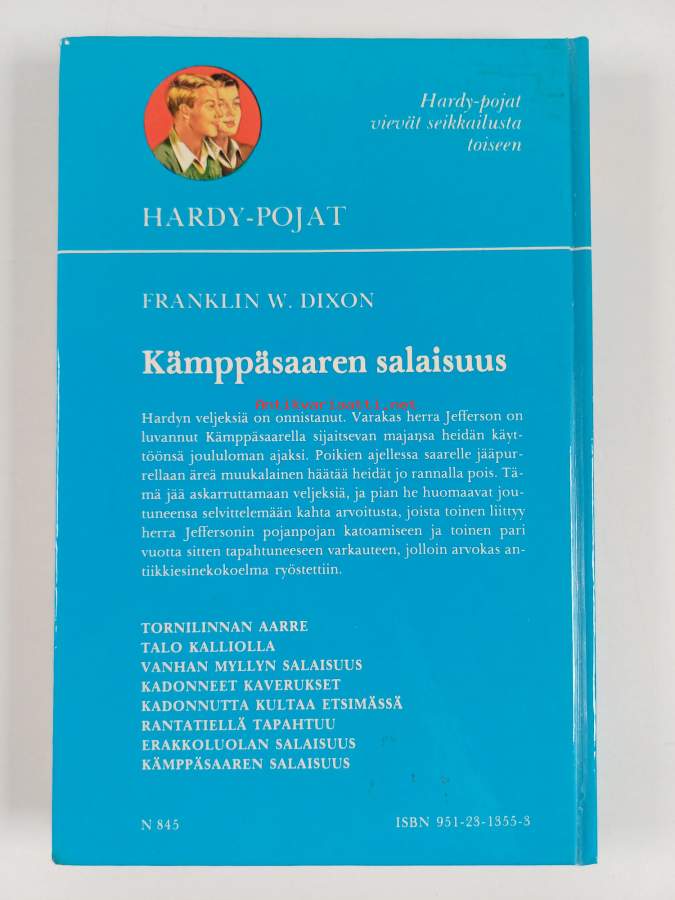 Hardy-pojat
vievät seikkailusta
toiseen
HARDY-POJAT
FRANKLIN W. DIXON
Kämppäsaaren salaisuus
Antikvariaatti.net
Hardyn veljeksiä on onnistanut. Varakas herra Jefferson on
luvannut Kämppäsaarella sijaitsevan majansa heidän käyt-
töönsä joululoman ajaksi. Poikien ajellessa saarelle jääpur-
rellaan äreä muukalainen häätää heidät jo rannalla pois. Tä-
mä jää askarruttamaan veljeksiä, ja pian he huomaavat jou-
tuneensa selvittelemään kahta arvoitusta, joista toinen liittyy
herra Jeffersonin pojanpojan katoamiseen ja toinen pari
vuotta sitten tapahtuneeseen varkauteen, jolloin arvokas an-
tiikkiesinekokoelma ryöstettiin.
TORNILINNAN AARRE
TALO KALLIOLLA
VANHAN MYLLYN SALAISUUS
KADONNEET KAVERUKSET
KADONNUTTA KULTAA ETSIMÄSSÄ
RANTATIELLÄ TAPAHTUU
ERAKKOLUOLAN SALAISUUS
KÄMPPÄSAAREN SALAISUUS
N 845
ISBN 951-23-1355-3